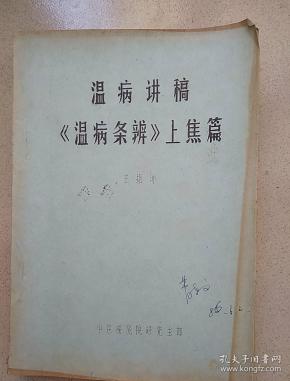 温病讲稿
《温病条辨》上焦篇
中医研究院研究生部
孔夫子旧书网